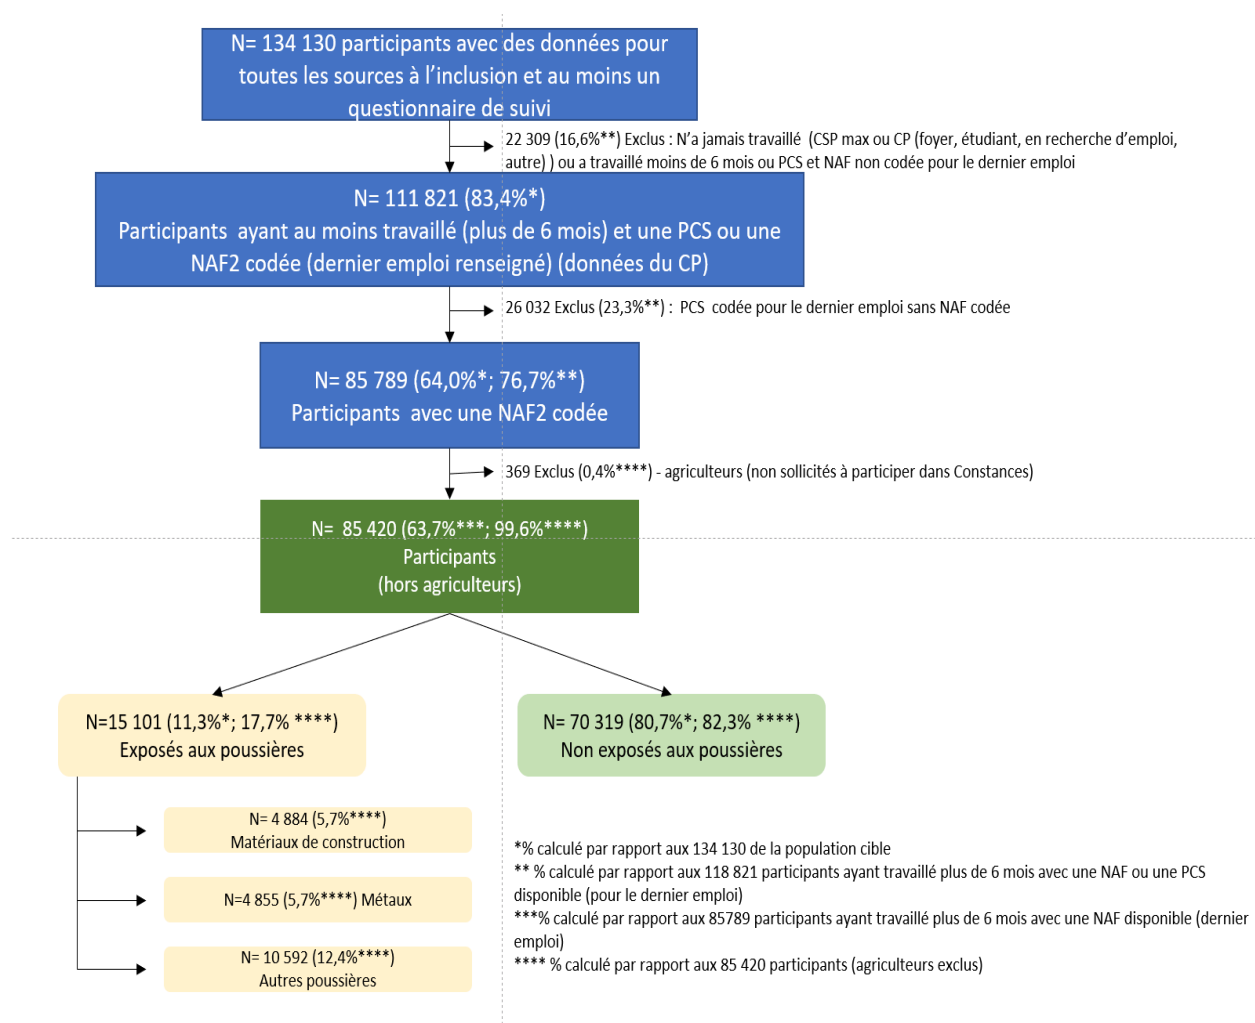 N= 134 130 participants avec des données pour
toutes les sources à l’inclusion et au moins un
questionnaire de suivi
22 309 (16,6%**) Exclus : N’a jamais travaillé (CSP max ou CP (foyer, étudiant, en recherche d’emploi,
autre) ) ou a travaillé moins de 6 mois ou PCS et NAF non codée pour le dernier emploi
N= 111 821 (83,4%*)
Participants ayant au moins travaillé (plus de 6 mois) et une PCS ou une
NAF2 codée (dernier emploi renseigné) (données du CP)
26 032 Exclus (23,3%**) : PCS codée pour le dernier emploi sans NAF codée
N= 85 789 (64,0%*; 76,7%**)
Participants avec une NAF2 codée
369 Exclus (0,4%****) - agriculteurs (non sollicités à participer dans Constances)
N= 85 420 (63,7%***; 99,6%****)
Participants
(hors agriculteurs)
N=15 101 (11,3%*; 17,7% ****)
Exposés aux poussières
N= 70 319 (80,7%*; 82,3% ****)
Non exposés aux poussières
N= 4 884 (5,7%****)
Matériaux de construction
N=4 855 (5,7%****) Métaux
N= 10 592 (12,4%****)
Autres poussières
*% calculé par rapport aux 134 130 de la population cible
** % calculé par rapport aux 118 821 participants ayant travaillé plus de 6 mois avec une NAF ou une PCS
disponible (pour le dernier emploi)
***% calculé par rapport aux 85789 participants ayant travaillé plus de 6 mois avec une NAF disponible (dernier
emploi)
**** % calculé par rapport aux 85 420 participants (agriculteurs exclus)